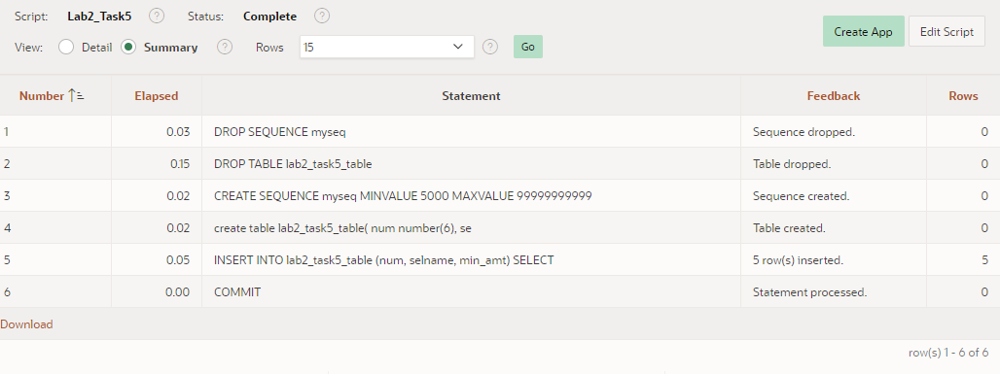 Script: Lab2_Task5 ? Status: Complete ?
View: Detail Summary ? Rows 15 ? Go
Create App Edit Script
Number Elapsed Statement Feedback Rows
1 0.03 DROP SEQUENCE myseq Sequence dropped. 0
2 0.15 DROP TABLE lab2_task5_table Table dropped. 0
3 0.02 CREATE SEQUENCE myseq MINVALUE 5000 MAXVALUE 99999999999 Sequence created. 0
4 0.02 create table lab2_task5_table( num number(6), se Table created. 0
5 0.05 INSERT INTO lab2_task5_table (num, selname, min_amt) SELECT 5 row(s) inserted. 5
6 0.00 COMMIT Statement processed. 0
Download
row(s) 1 - 6 of 6